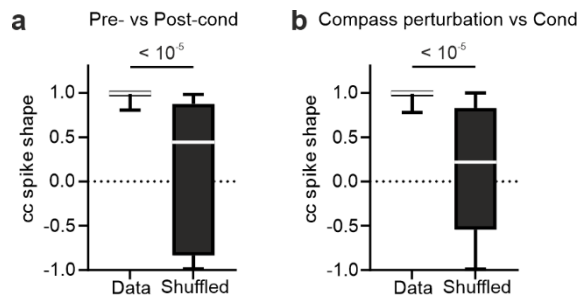 a Pre- vs Post-cond
< 10⁻⁵
cc spike shape
1.0
0.5
0.0
-0.5
-1.0
Data Shuffled
b Compass perturbation vs Cond
< 10⁻⁵
cc spike shape
1.0
0.5
0.0
-0.5
-1.0
Data Shuffled